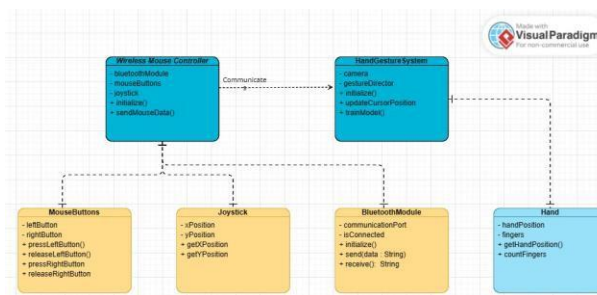 Made with
VisualParadigm
For non-commercial use
Wireless Mouse Controller
- bluetoothModule
- mouseButtons
- joystick
+ initialize()
+ sendMouseData()
Communicate
HandGestureSystem
- camera
- gestureDirector
+ initialize()
+ updateCursorPosition
+ trainModel()
MouseButtons
- leftButton
- rightButton
+ pressLeftButton()
+ releaseLeftButton()
+ pressRightButton
+ releaseRightButton
Joystick
- xPosition
- yPosition
+ getXPosition
+ getYPosition
BluetoothModule
- communicationPort
- isConnected
+ initialize()
+ send(data : String)
+ receive(): String
Hand
- handPosition
- fingers
+ getHandPosition()
+ countFingers